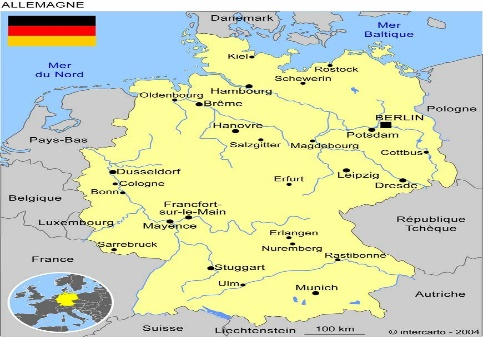 ALLEMAGNE
Danemark
Mer
Baltique
Mer
du Nord
Kiel
Rostock
Schewerin
Hambourg
Oldenbourg
Brême
Pologne
BERLIN
Potsdam
Hanovre
Salzgitter
Magdebourg
Pays-Bas
Cottbus
Dusseldorf
Cologne
Bonn
Erfurt
Leipzig
Dresde
Belgique
Francfort
-sur-le-Main
Mayence
Luxembourg
République
Tchèque
Erlangen
Nuremberg
Sarrebruck
Ratisbonne
France
Stuggart
Ulm
Munich
Autriche
Suisse
Liechtenstein
100 km
© intercarto - 2004